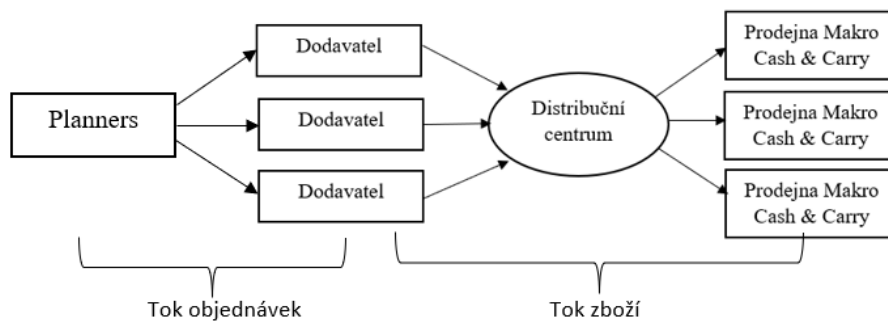 Planners
Dodavatel
Dodavatel
Dodavatel
Distribuční
centrum
Prodejna Makro
Cash & Carry
Prodejna Makro
Cash & Carry
Prodejna Makro
Cash & Carry
Tok objednávek
Tok zboží